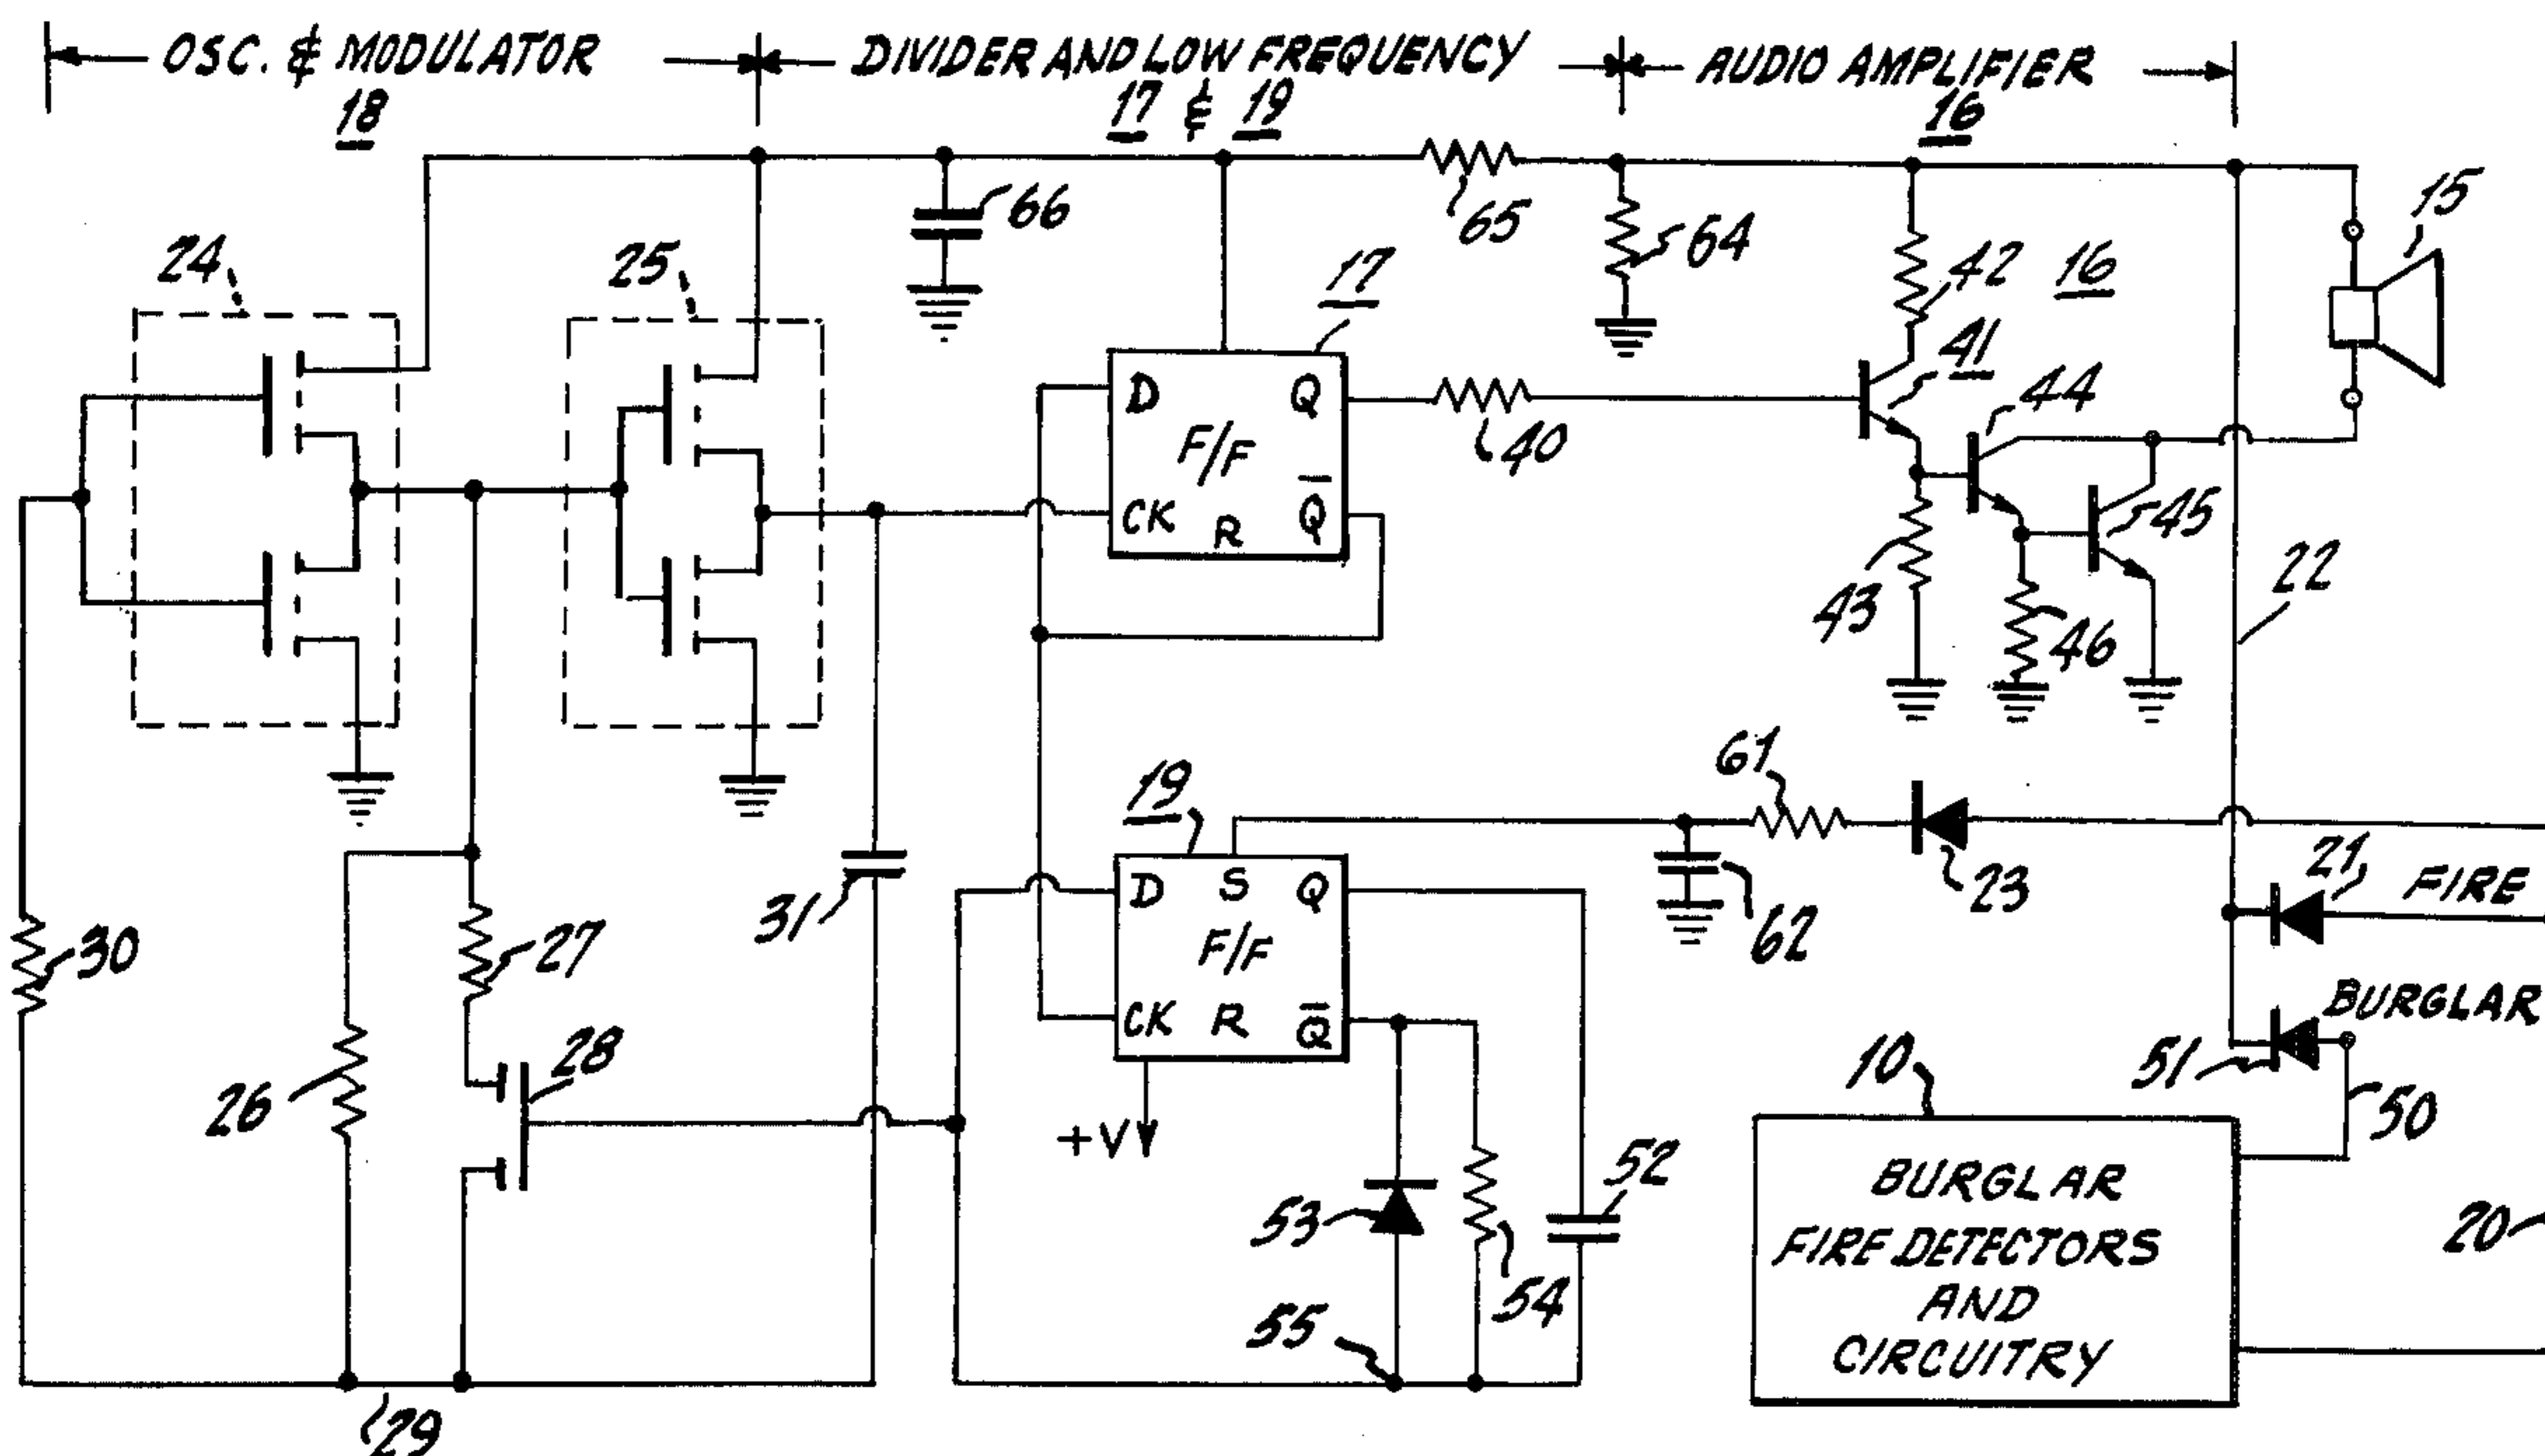 OSC. & MODULATOR
18
DIVIDER AND LOW FREQUENCY
17 & 19
AUDIO AMPLIFIER
16
24
25
66
65
64
17
42
16
15
41
44
45
40
43
46
22
D
Q
F/F
CK
R
Q̅
61
19
23
21
FIRE
62
D
S
Q
F/F
CK
R
Q̅
31
30
27
26
28
+V
53
54
52
55
29
BURGLAR
51
50
10
BURGLAR
FIRE DETECTORS
AND
CIRCUITRY
20